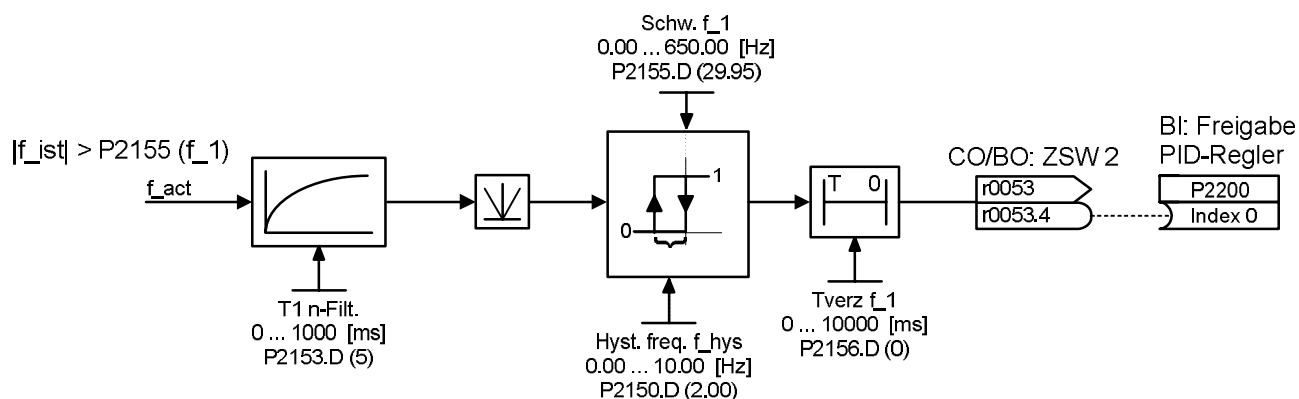 Schw. f_1
0.00 ... 650.00 [Hz]
P2155.D (29.95)
|f_ist| > P2155 (f_1)
f_act
1
0
T 0
CO/BO: ZSW 2
r0053
r0053.4
BI: Freigabe
PID-Regler
P2200
Index 0
T1 n-Filt.
0 ... 1000 [ms]
P2153.D (5)
Hyst. freq. f_hys
0.00 ... 10.00 [Hz]
P2150.D (2.00)
Tverz f_1
0 ... 10000 [ms]
P2156.D (0)